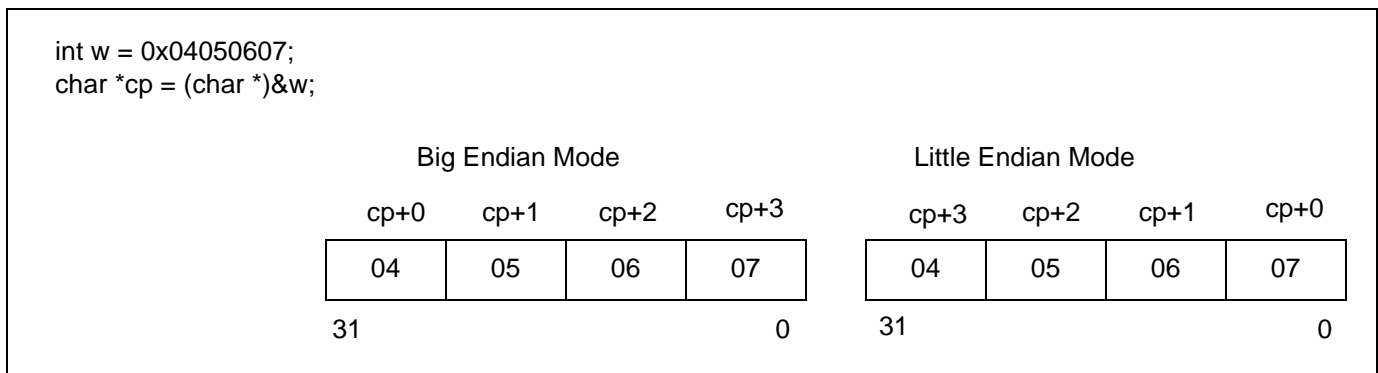 int w = 0x04050607;
char *cp = (char *)&w;
Big Endian Mode Little Endian Mode
cp+0 cp+1 cp+2 cp+3 cp+3 cp+2 cp+1 cp+0
04 05 06 07 04 05 06 07
31 0 31 0